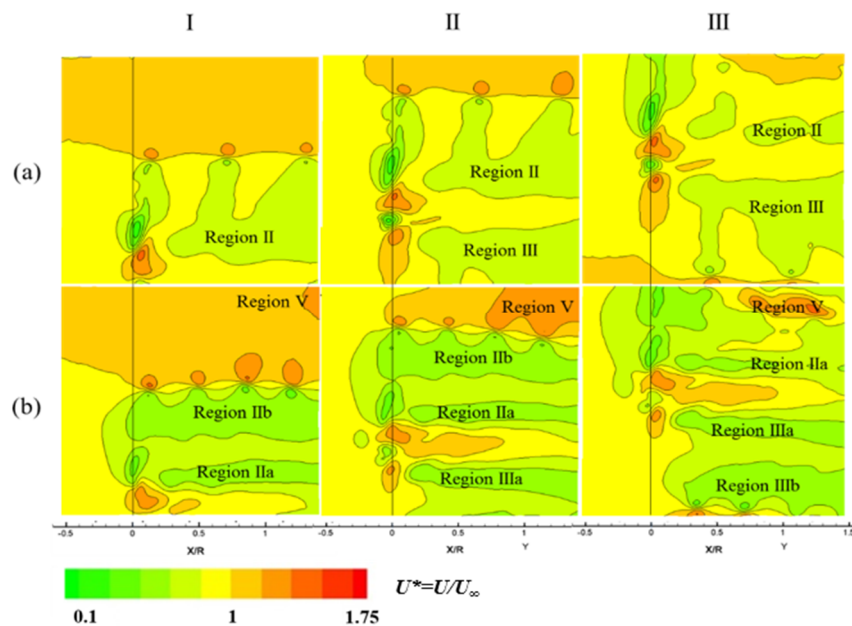 I II III
(a)
Region II
Region II
Region III
Region II
Region III
(b)
Region V
Region IIb
Region IIa
Region V
Region IIb
Region IIa
Region IIIa
Region V
Region IIa
Region IIIa
Region IIIb
-0.5 0 0.5 1 -0.5 0 0.5 1 -0.5 0 0.5 1 1.5
X/R X/R Y X/R Y
U*=U/U∞
0.1 1 1.75